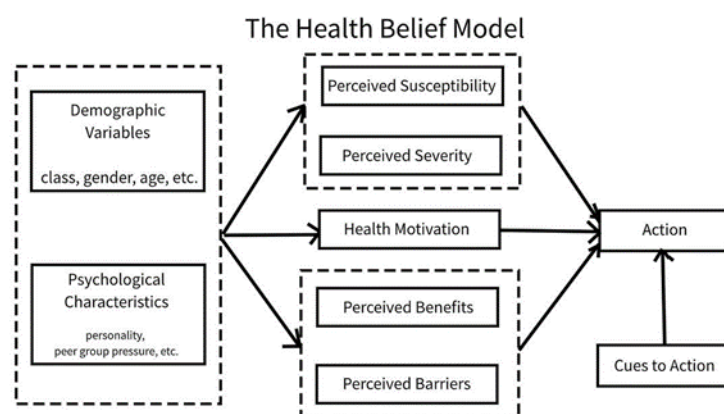 The Health Belief Model
Demographic
Variables
class, gender, age, etc.
Psychological
Characteristics
personality,
peer group pressure, etc.
Perceived Susceptibility
Perceived Severity
Health Motivation
Perceived Benefits
Perceived Barriers
Action
Cues to Action